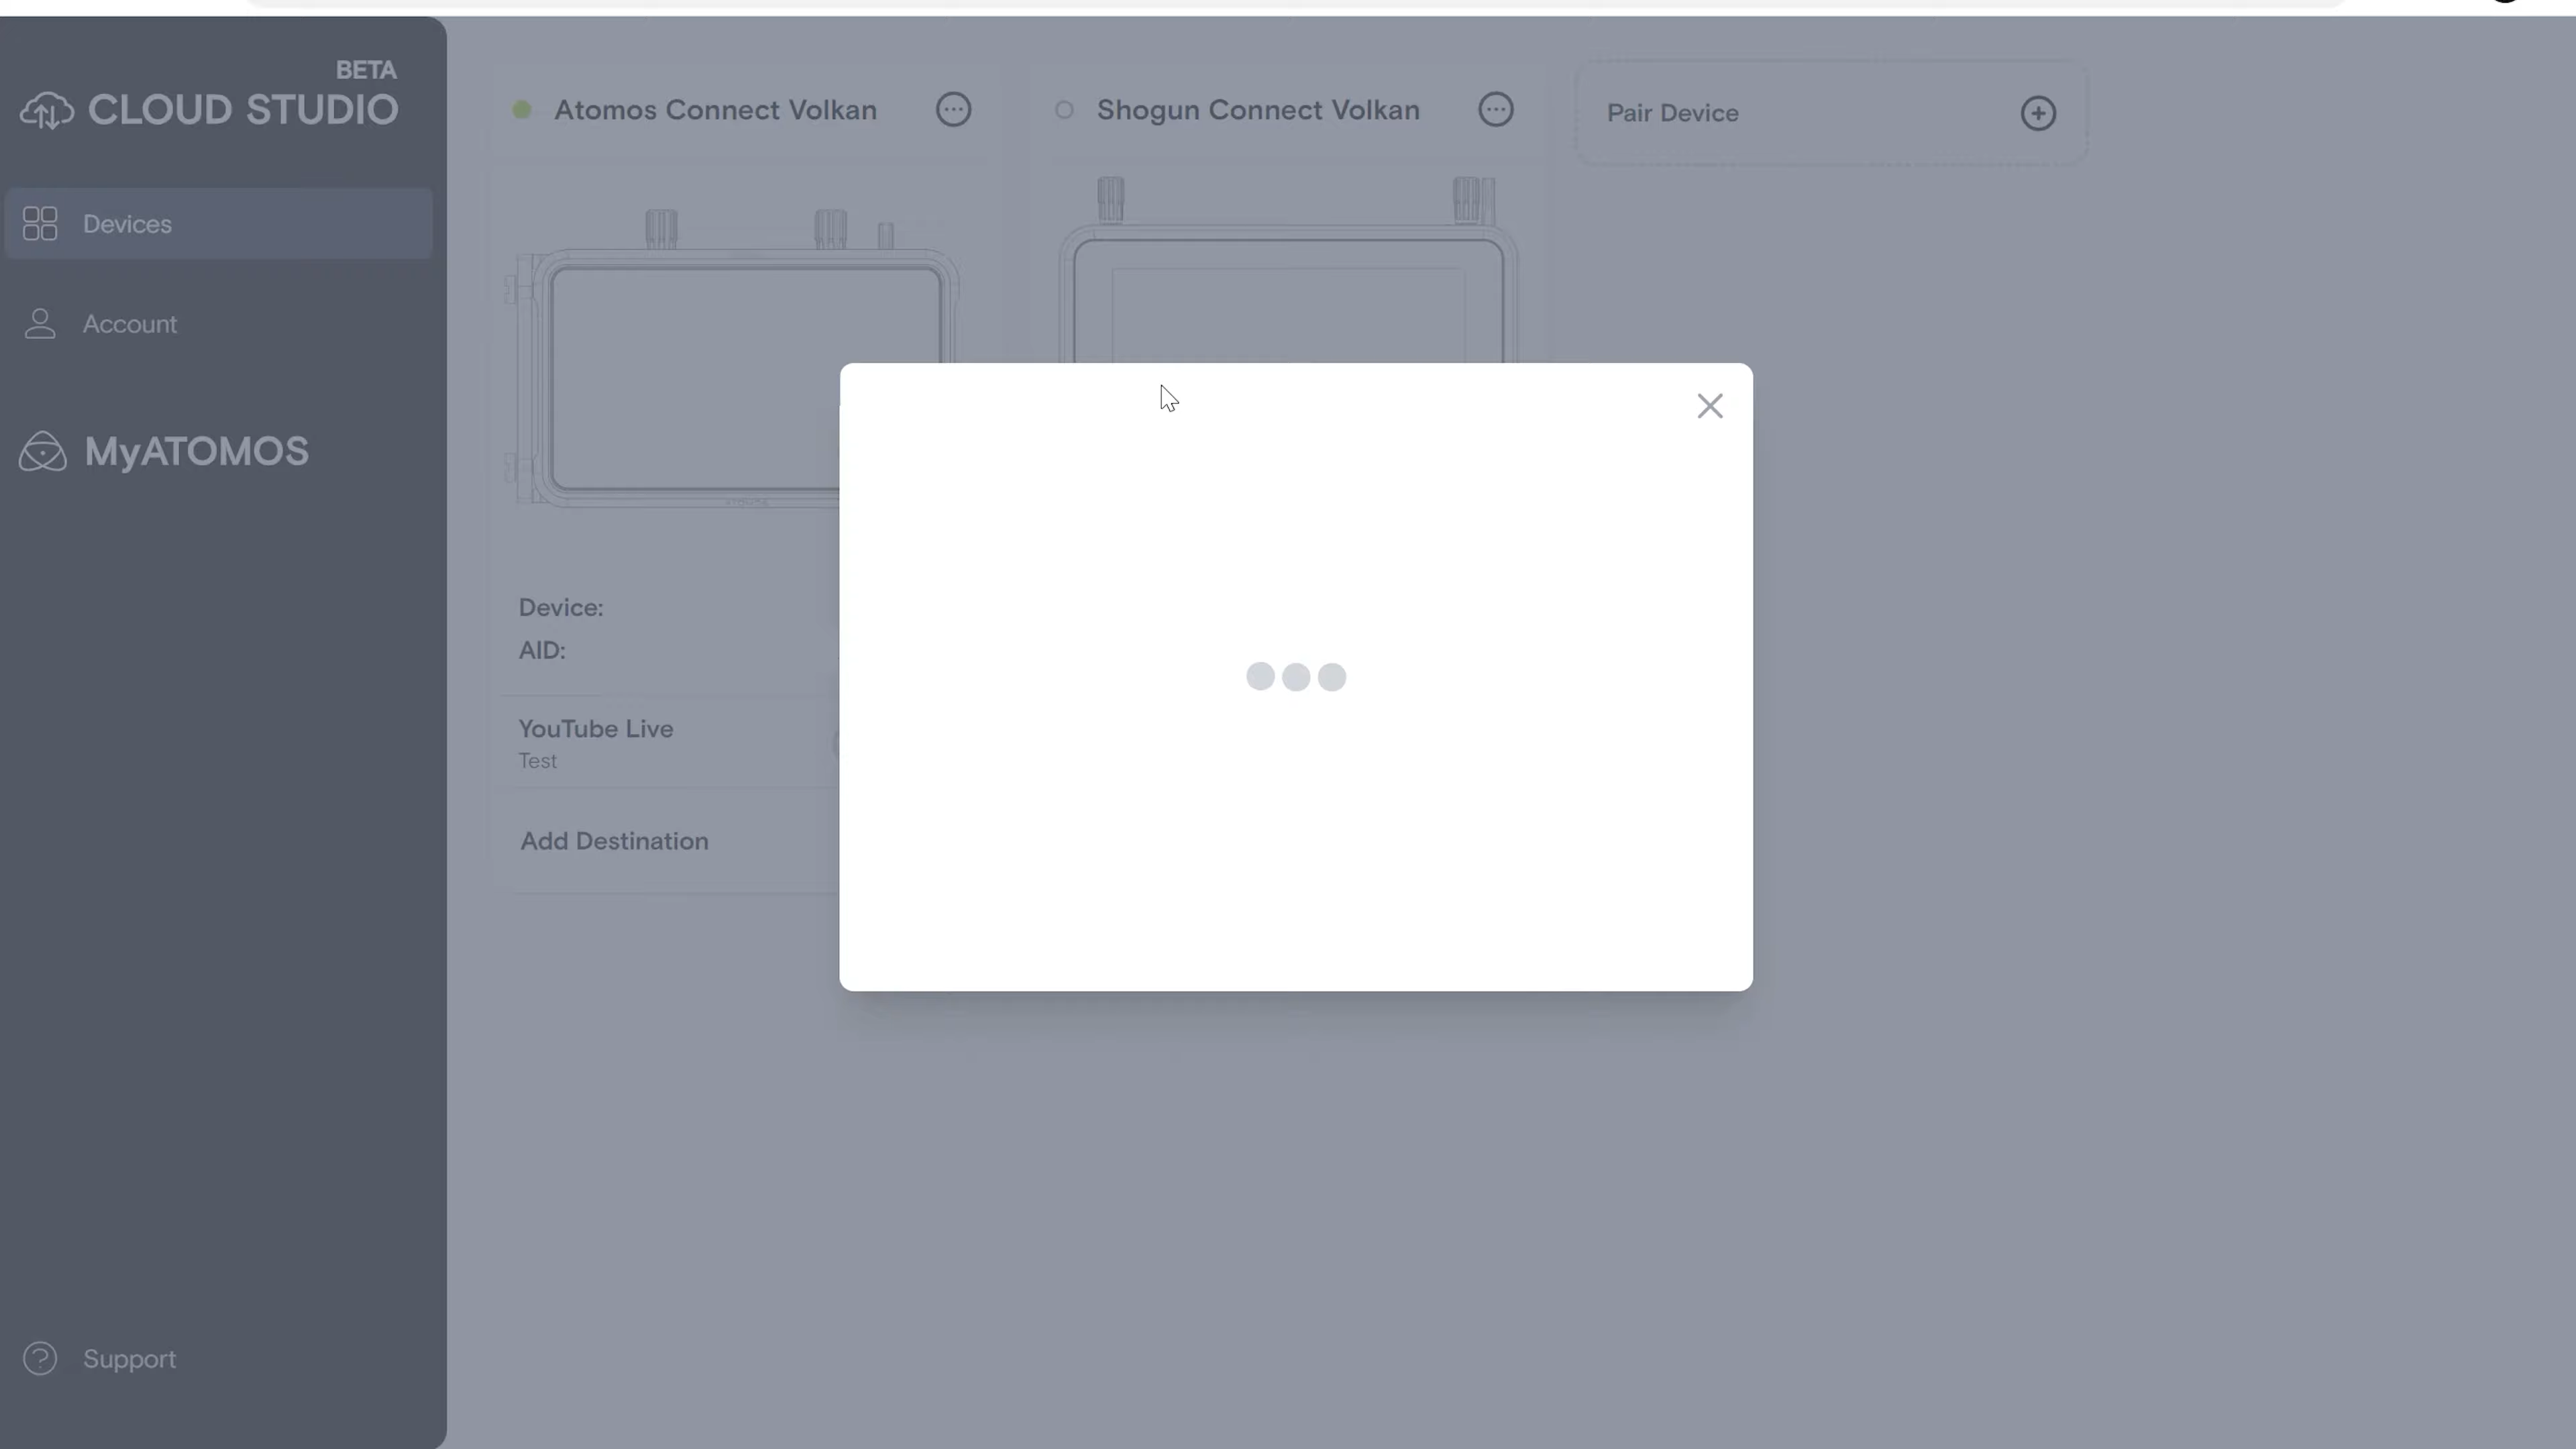 BETA
CLOUD STUDIO
Devices
Account
MyATOMOS
Support
Atomos Connect Volkan
Device:
AID:
YouTube Live
Test
Add Destination
Shogun Connect Volkan
Pair Device